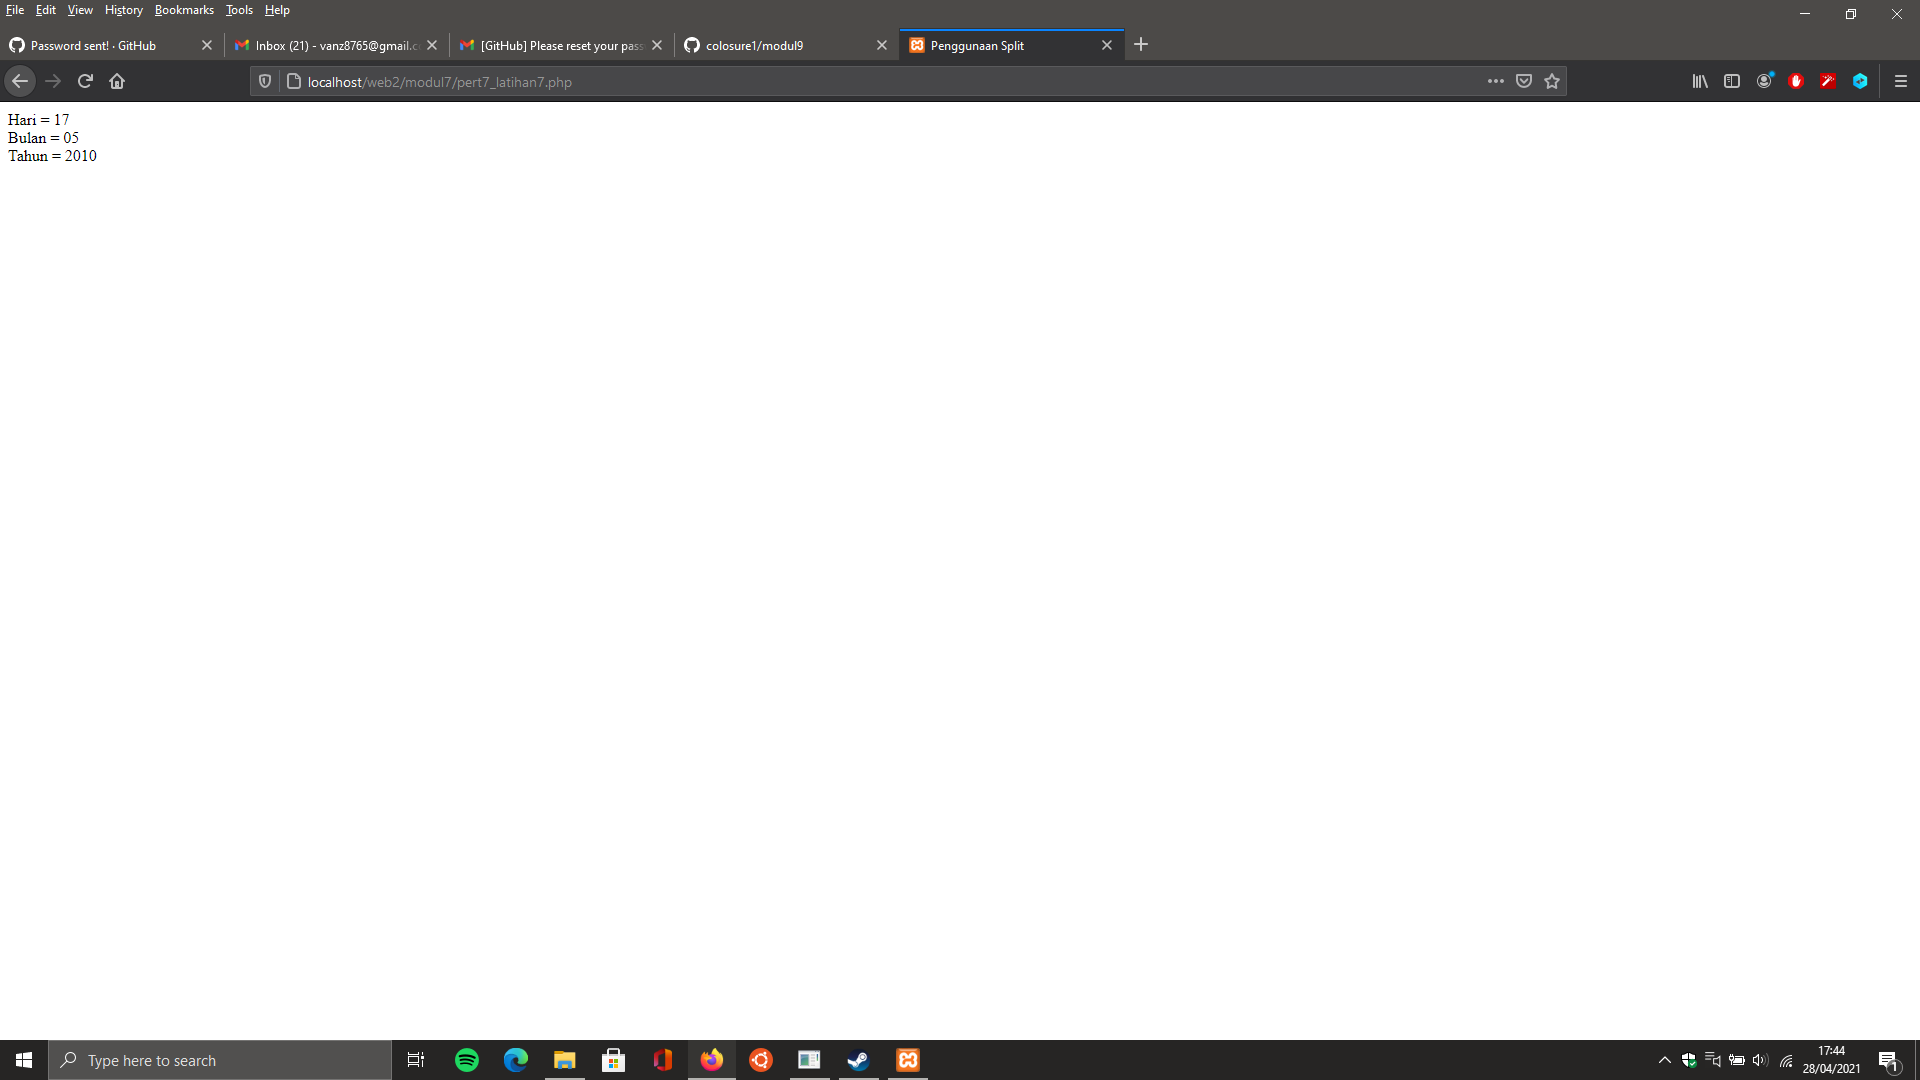 File Edit View History Bookmarks Tools Help
Password sent! · GitHub
Inbox (21) - vanz8765@gmail.c
[GitHub] Please reset your pass
colosure1/modul9
Penggunaan Split
localhost/web2/modul7/pert7_latihan7.php
Hari = 17
Bulan = 05
Tahun = 2010
Type here to search
17:44
28/04/2021
1